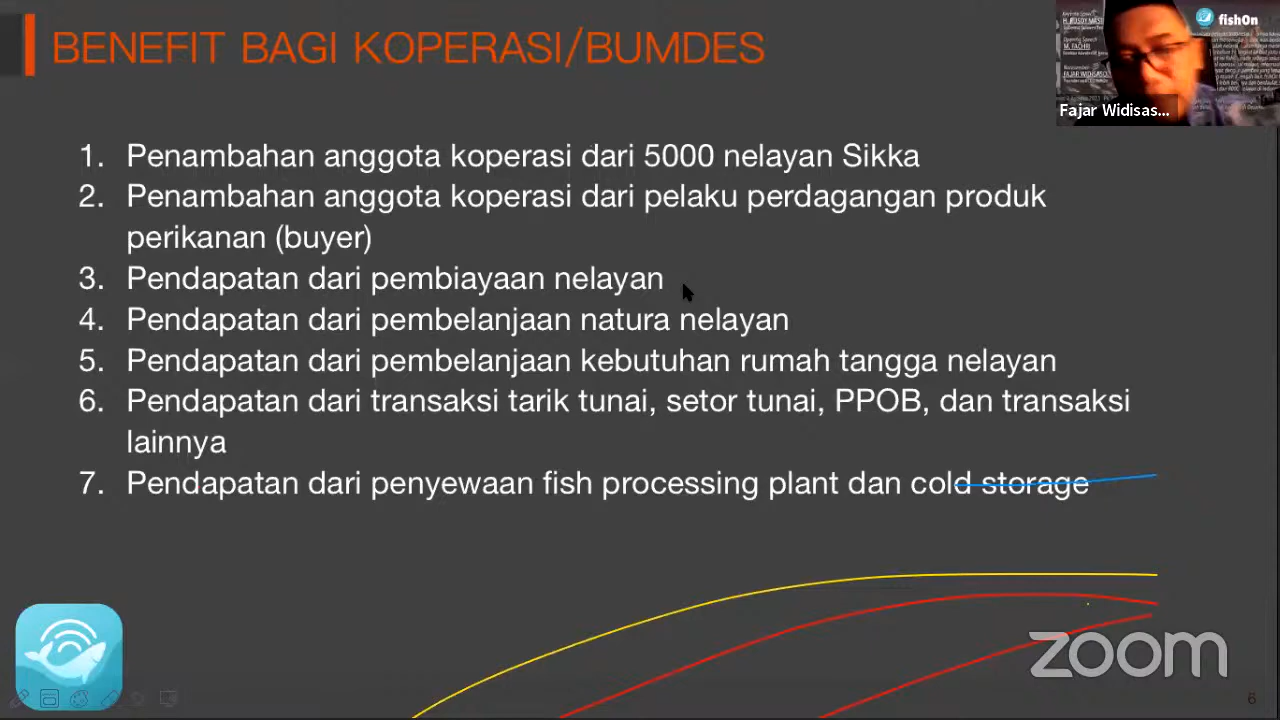 BENEFIT BAGI KOPERASI/BUMDES
fishOn
Fajar Widisas...
1. Penambahan anggota koperasi dari 5000 nelayan Sikka
2. Penambahan anggota koperasi dari pelaku perdagangan produk
perikanan (buyer)
3. Pendapatan dari pembiayaan nelayan
4. Pendapatan dari pembelanjaan natura nelayan
5. Pendapatan dari pembelanjaan kebutuhan rumah tangga nelayan
6. Pendapatan dari transaksi tarik tunai, setor tunai, PPOB, dan transaksi
lainnya
7. Pendapatan dari penyewaan fish processing plant dan cold storage
zoom
6